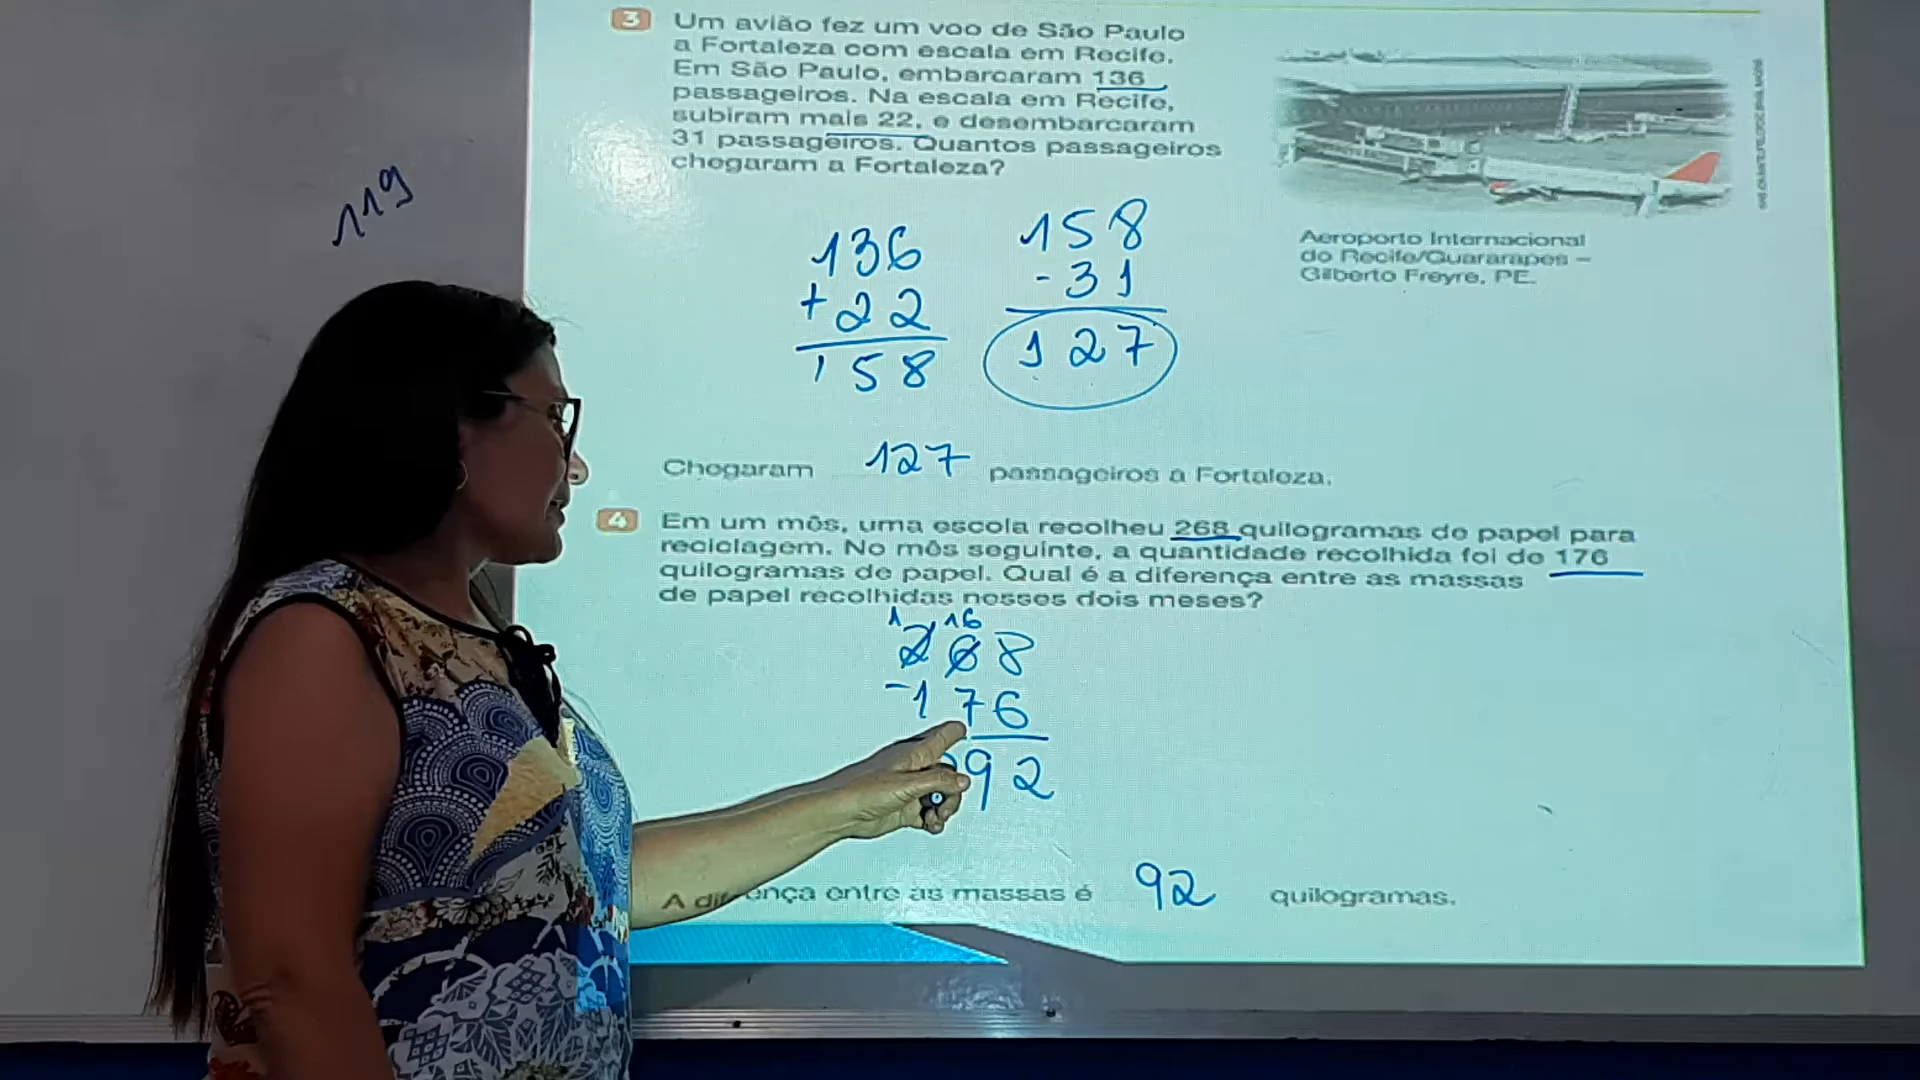 119
3 Um avião fez um voo de São Paulo
a Fortaleza com escala em Recife.
Em São Paulo, embarcaram 136
passageiros. Na escala em Recife,
subiram mais 22, e desembarcaram
31 passageiros. Quantos passageiros
chegaram a Fortaleza?
136
+22
158
158
-31
127
Aeroporto Internacional
do Recife/Guararapes –
Gilberto Freyre, PE.
Chegaram 127 passageiros a Fortaleza.
4 Em um mês, uma escola recolheu 268 quilogramas de papel para
reciclagem. No mês seguinte, a quantidade recolhida foi de 176
quilogramas de papel. Qual é a diferença entre as massas
de papel recolhidas nesses dois meses?
1 16
268
-176
92
A dif ença entre as massas é 92 quilogramas.